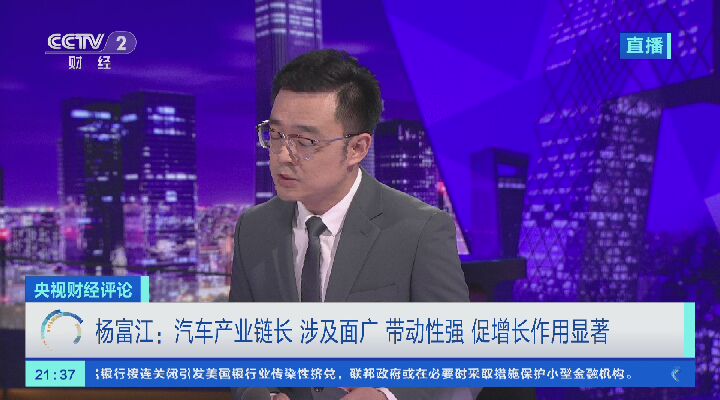 CCTV 2
财经
直播
央视财经评论
杨富江：汽车产业链长 涉及面广 带动性强 促增长作用显著
21:37 银行接连关闭引发美国银行业传染性挤兑，联邦政府或在必要时采取措施保护小型金融机构。